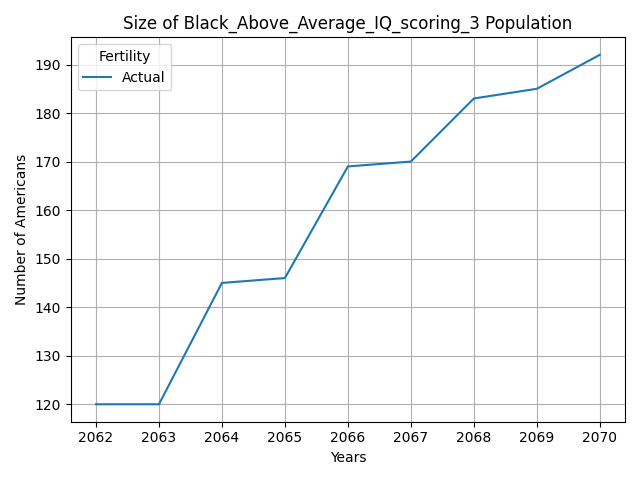 Size of Black_Above_Average_IQ_scoring_3 Population
Fertility
Actual
Number of Americans
190
180
170
160
150
140
130
120
2062 2063 2064 2065 2066 2067 2068 2069 2070
Years